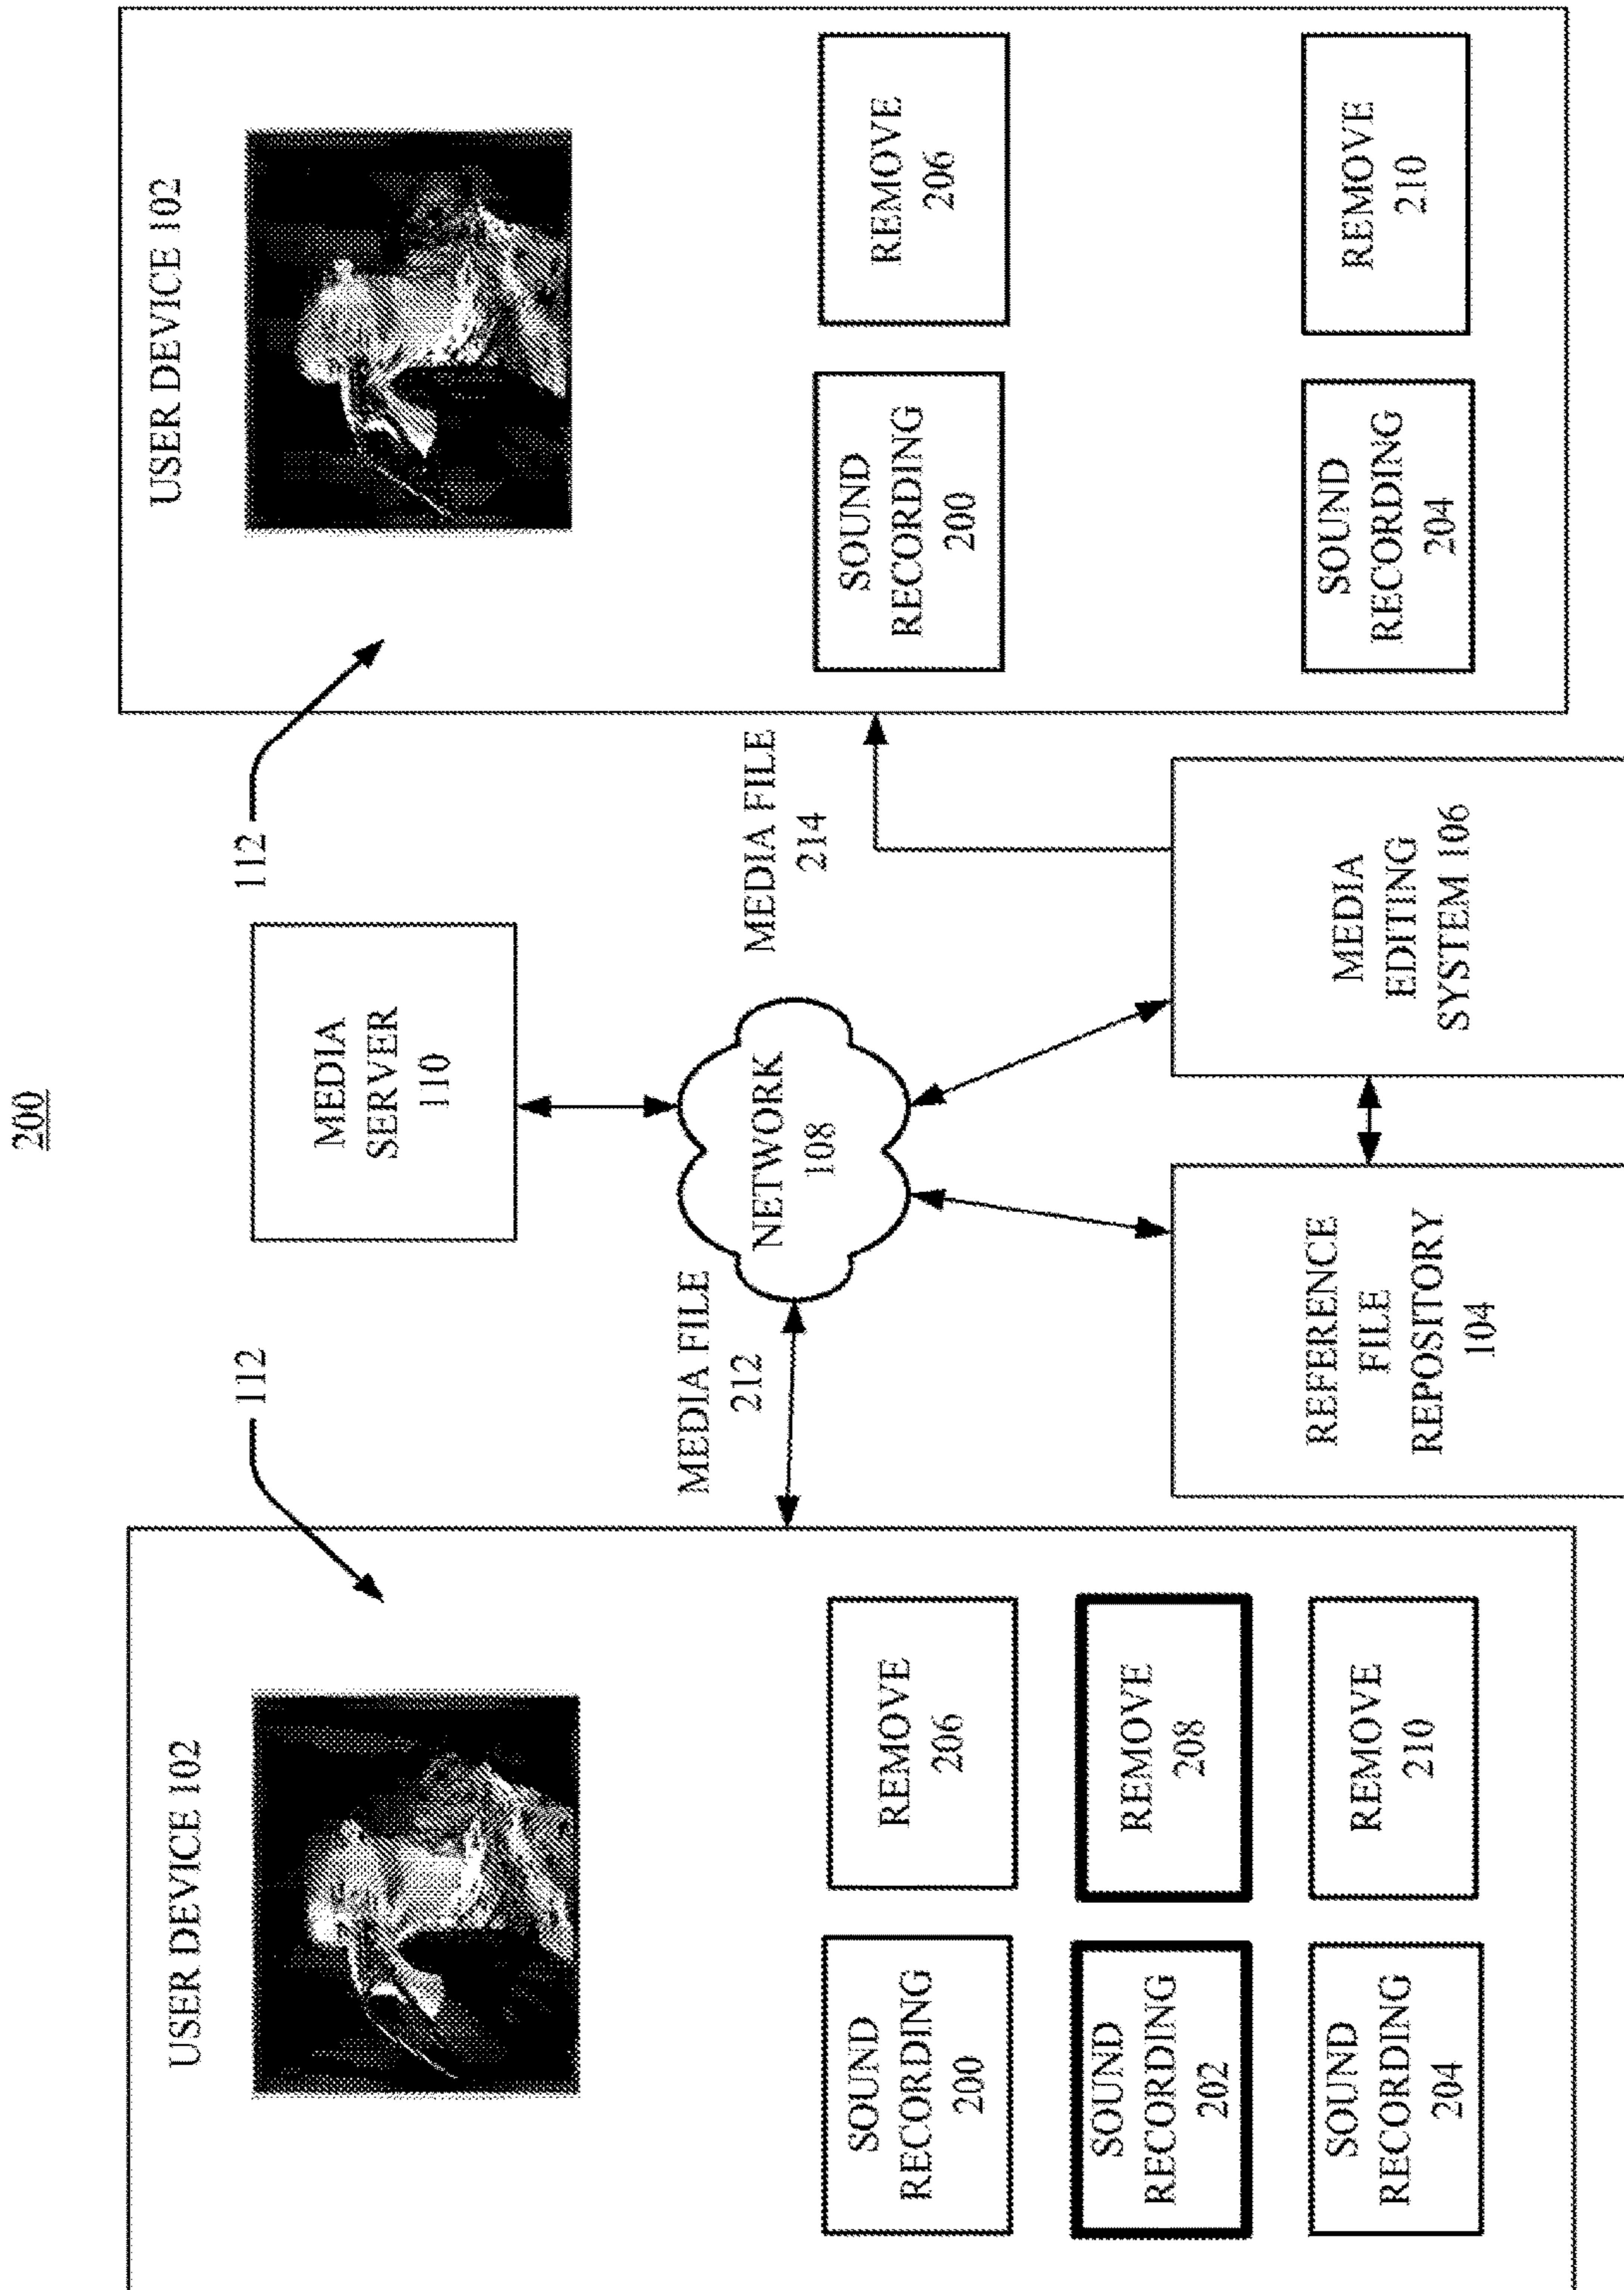 200
USER DEVICE 102
112
SOUND
RECORDING
200
REMOVE
206
SOUND
RECORDING
202
REMOVE
208
SOUND
RECORDING
204
REMOVE
210
MEDIA FILE
212
MEDIA
SERVER
110
NETWORK
108
REFERENCE
FILE
REPOSITORY
104
MEDIA
EDITING
SYSTEM 106
MEDIA FILE
214
112
USER DEVICE 102
SOUND
RECORDING
200
REMOVE
206
SOUND
RECORDING
204
REMOVE
210